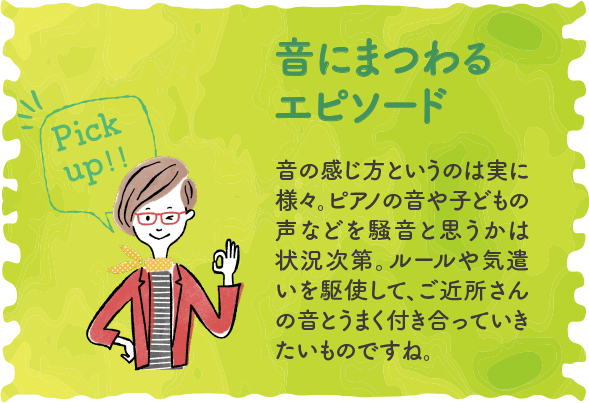 音にまつわる
エピソード
Pick
up!!
音の感じ方というのは実に
様々。ピアノの音や子どもの
声などを騒音と思うかは
状況次第。ルールや気遣
いを駆使して、ご近所さん
の音とうまく付き合っていき
たいものですね。